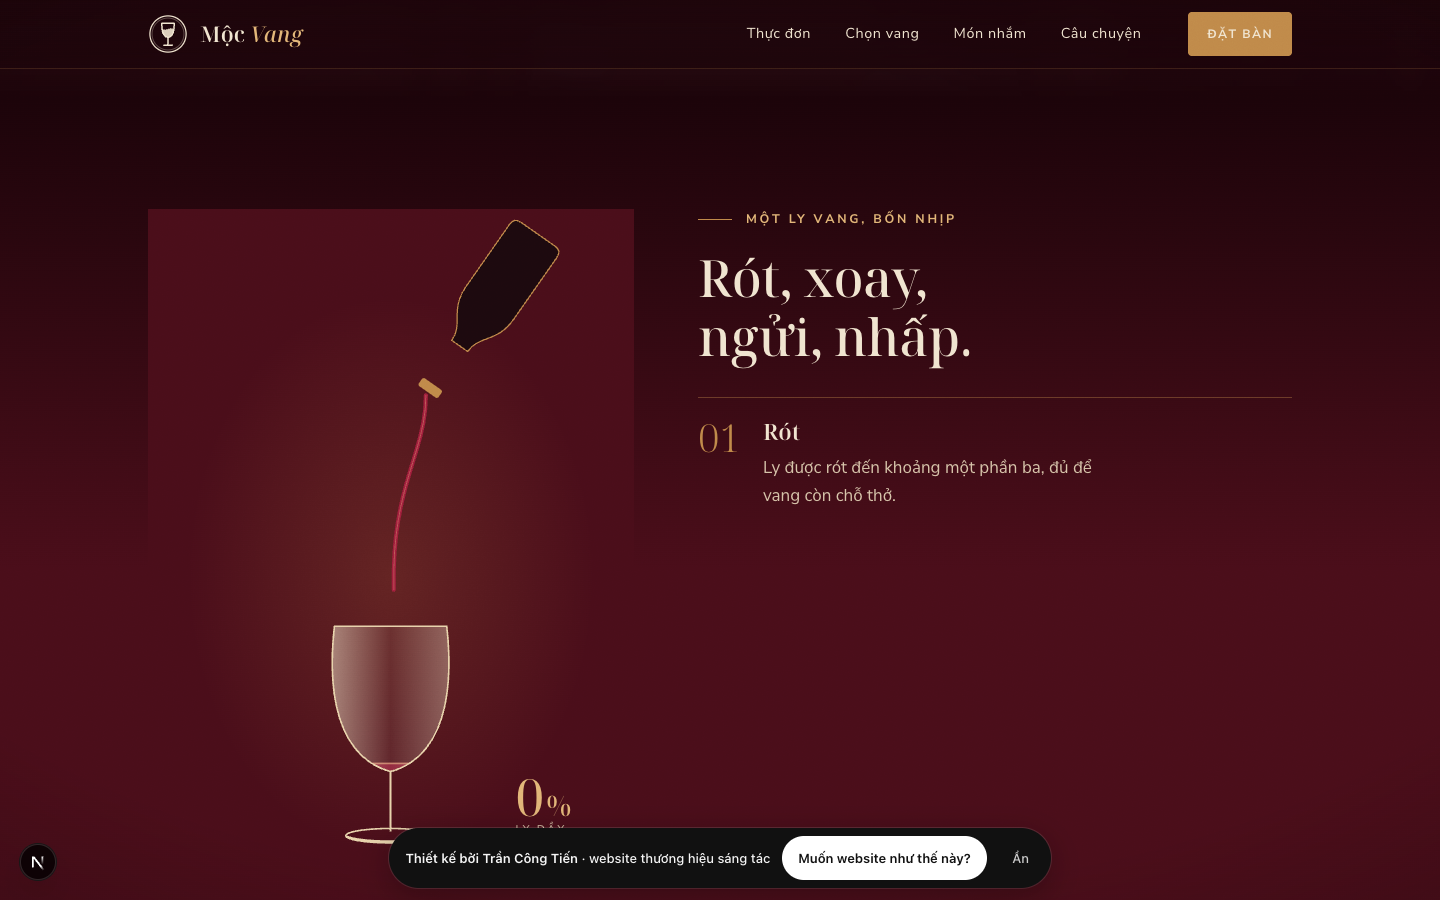 Mộc Vang
Thực đơn
Chọn vang
Món nhắm
Câu chuyện
ĐẶT BÀN
MỘT LY VANG, BỐN NHỊP
Rót, xoay,
ngửi, nhấp.
01
Rót
Ly được rót đến khoảng một phần ba, đủ để
vang còn chỗ thở.
0%
LY ĐẦY
Thiết kế bởi Trần Công Tiến · website thương hiệu sáng tác
Muốn website như thế này?
Ẩn
N